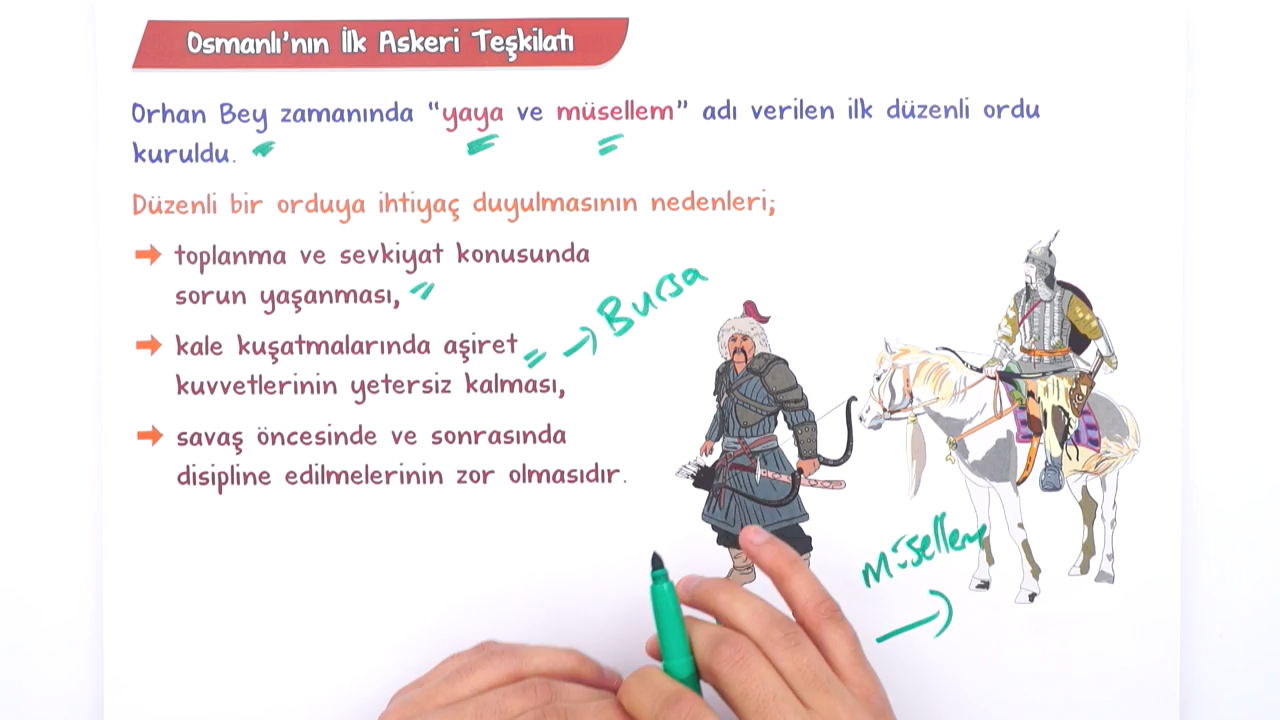 Osmanlı'nın İlk Askeri Teşkilatı
Orhan Bey zamanında “yaya ve müsellem” adı verilen ilk düzenli ordu
kuruldu.
Düzenli bir orduya ihtiyaç duyulmasının nedenleri;
toplanma ve sevkiyat konusunda
sorun yaşanması,
kale kuşatmalarında aşiret
kuvvetlerinin yetersiz kalması,
savaş öncesinde ve sonrasında
disipline edilmelerinin zor olmasıdır.
Bursa
müsellem